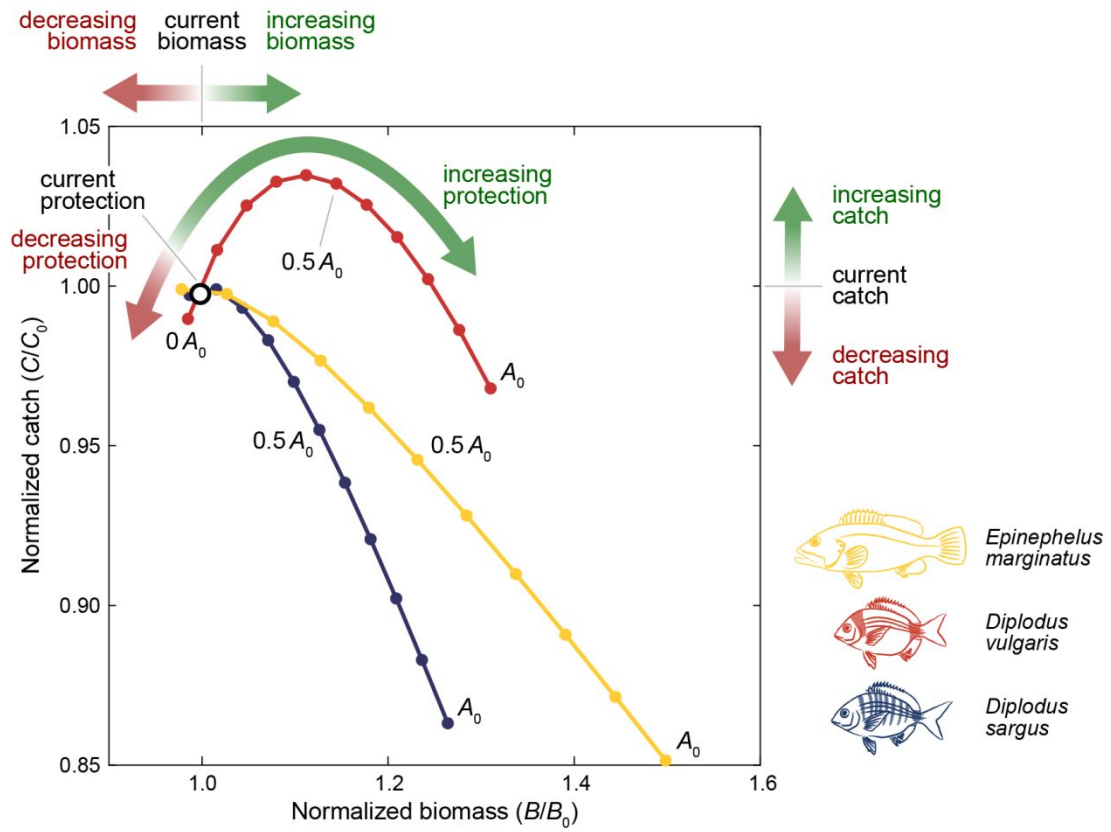 decreasing
biomass
current
biomass
increasing
biomass
1.05
1.00
0.95
0.90
0.85
Normalized catch (C/C₀)
current
protection
decreasing
protection
increasing
protection
0 A₀
0.5 A₀
A₀
0.5 A₀
0.5 A₀
A₀
A₀
1.0
1.2
1.4
1.6
Normalized biomass (B/B₀)
increasing
catch
current
catch
decreasing
catch
Epinephelus
marginatus
Diplodus
vulgaris
Diplodus
sargus